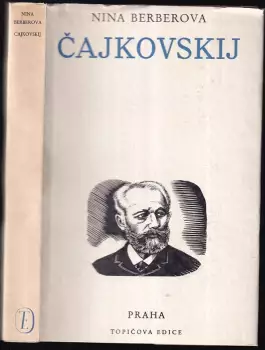 NINA
BERBEROVA
ČAJKOVSKIJ
NINA BERBEROVA
ČAJKOVSKIJ
PRAHA
TOPIČOVA EDICE